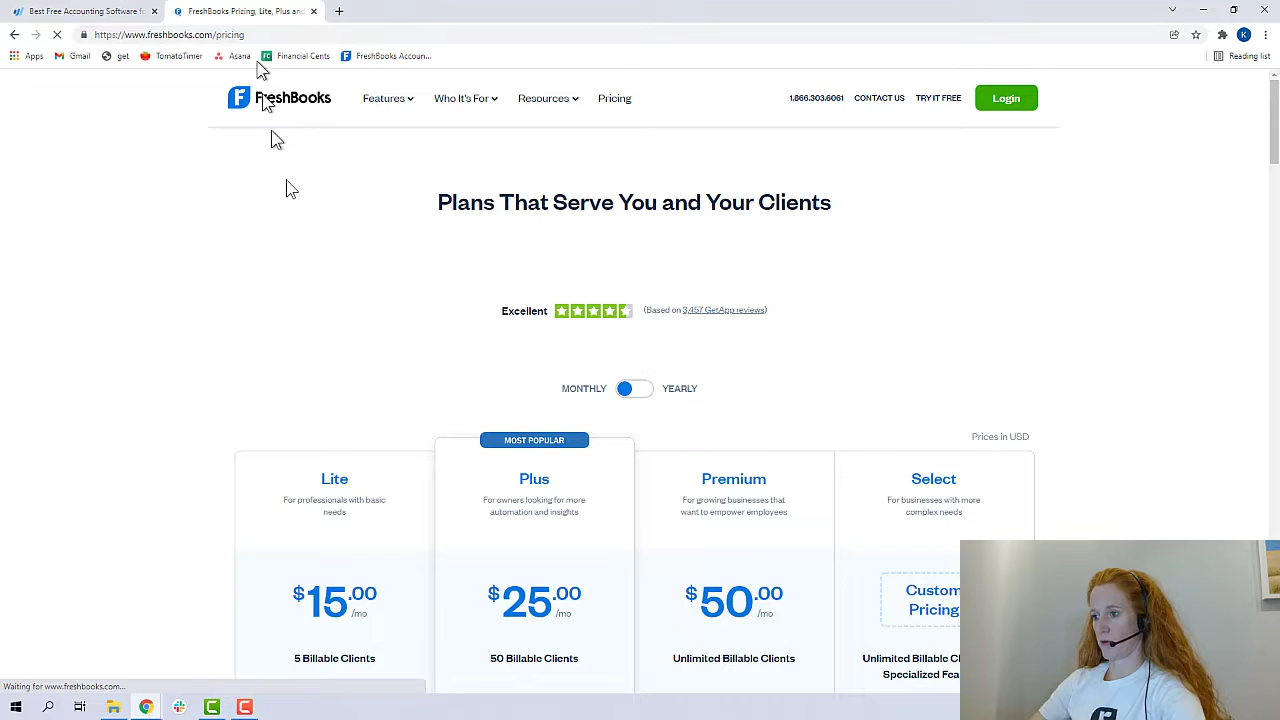 Best Free Accounting Software f
FreshBooks Pricing, Lite, Plus and
https://www.freshbooks.com/pricing
K
Apps
Gmail
get
TomatoTimer
Asana
FC
Financial Cents
FreshBooks Accoun...
Reading list
F
FreshBooks
Features
Who It's For
Resources
Pricing
1.866.303.6061
CONTACT US
TRY IT FREE
Login
Plans That Serve You and Your Clients
Excellent
(Based on 3,457 GetApp reviews)
MONTHLY
YEARLY
Prices in USD
MOST POPULAR
Lite
For professionals with basic
needs
$15.00
/mo
5 Billable Clients
Plus
For owners looking for more
automation and insights
$25.00
/mo
50 Billable Clients
Premium
For growing businesses that
want to empower employees
$50.00
/mo
Unlimited Billable Clients
Select
For businesses with more
complex needs
Custom
Pricing
Unlimited Billable Cl
Specialized Fea
Waiting for www.freshbooks.com...